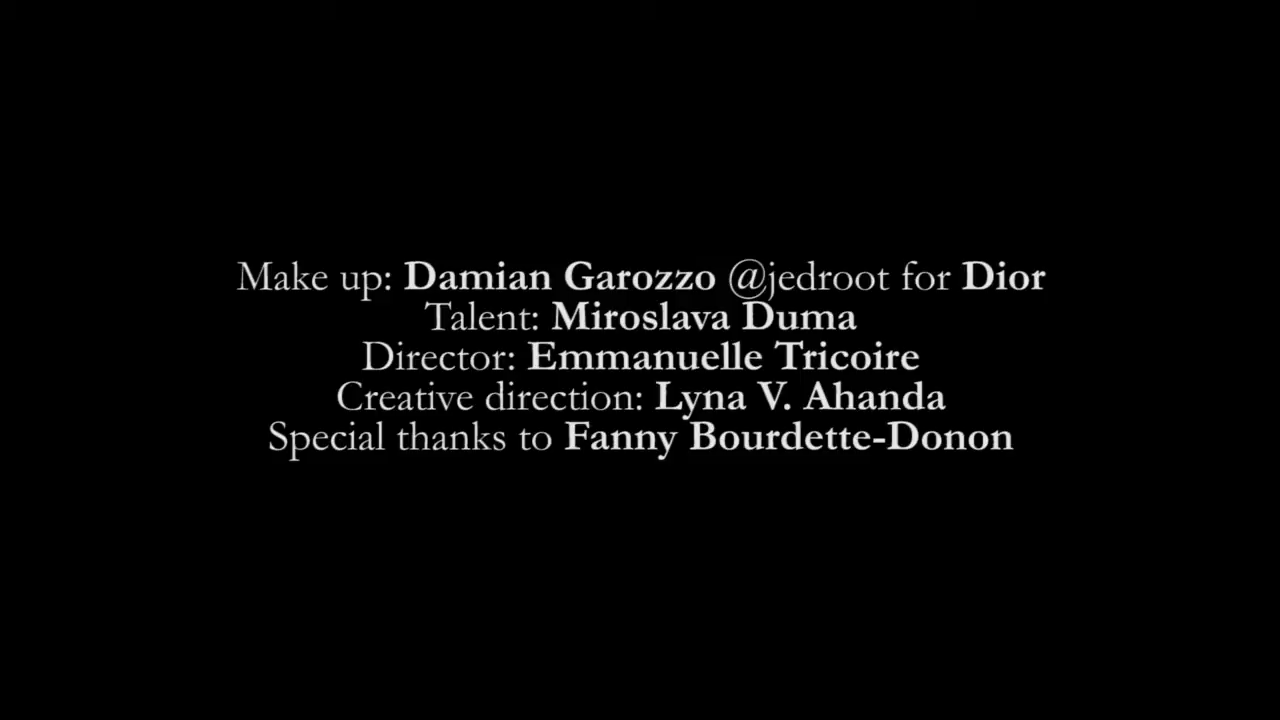 Make up: Damian Garozzo @jedroot for Dior
Talent: Miroslava Duma
Director: Emmanuelle Tricoire
Creative direction: Lyna V. Ahanda
Special thanks to Fanny Bourdette-Donon